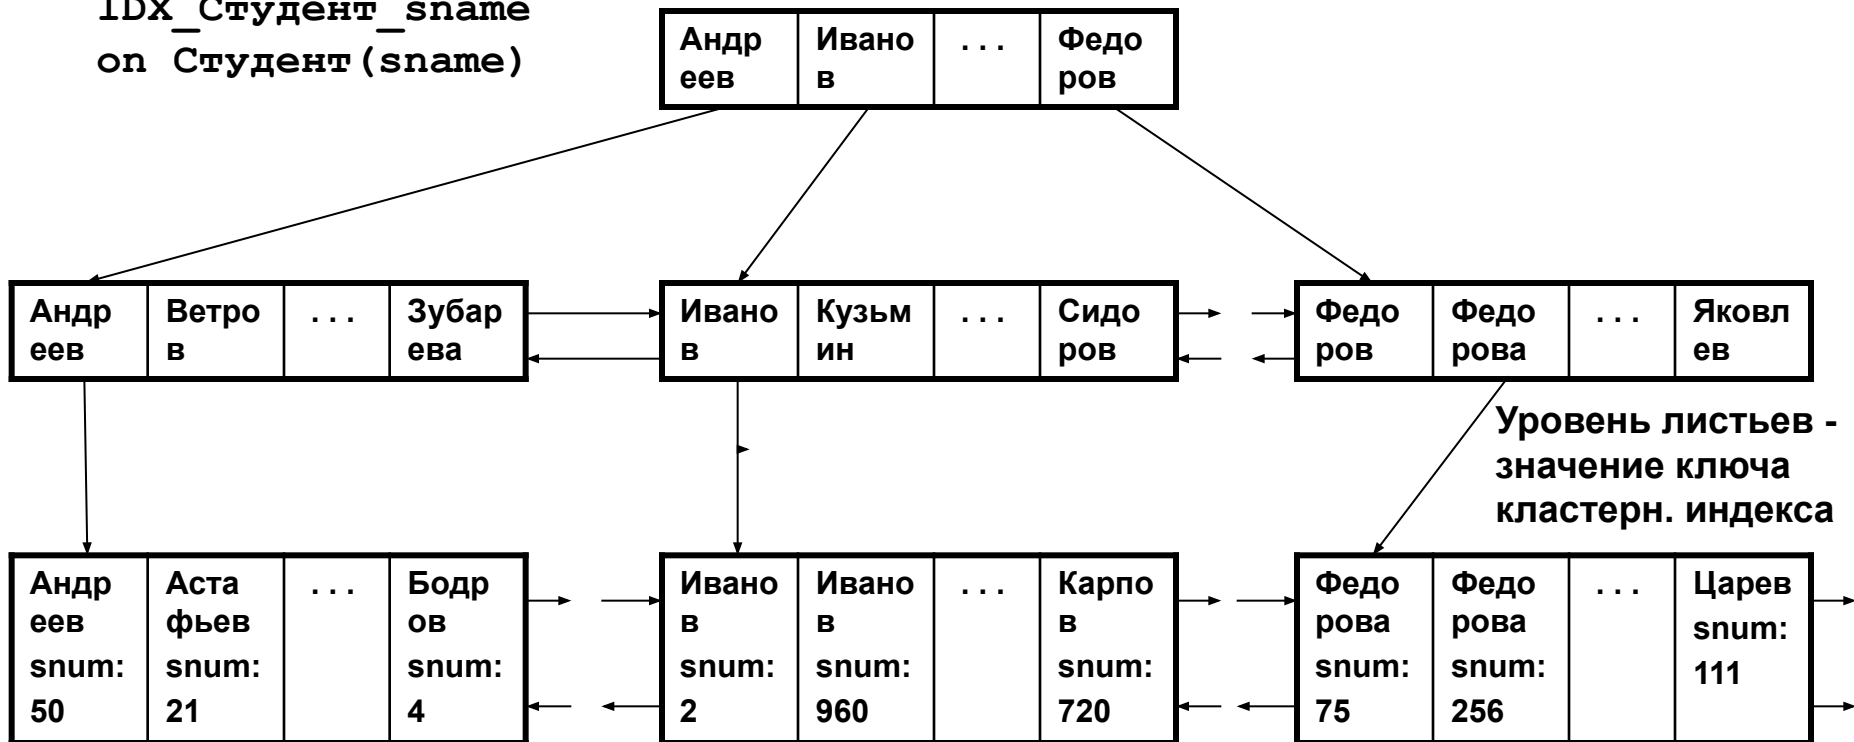 IDX_Студент_sname
on Студент(sname)
Андр Ивано ... Федо
еев в ров
Андр Ветро ... Зубар Ивано Кузьм ... Сидо Федо Федо ... Яковл
еев в ева в ин ров ров рова ев
Уровень листьев -
значение ключа
кластерн. индекса
Андр Аста ... Бодр Ивано Ивано ... Карпо Федо Федо ... Царев
еев фьев ов в в в рова рова snum:
snum: snum: snum: snum: snum: snum: snum: snum: 111
50 21 4 2 960 720 75 256